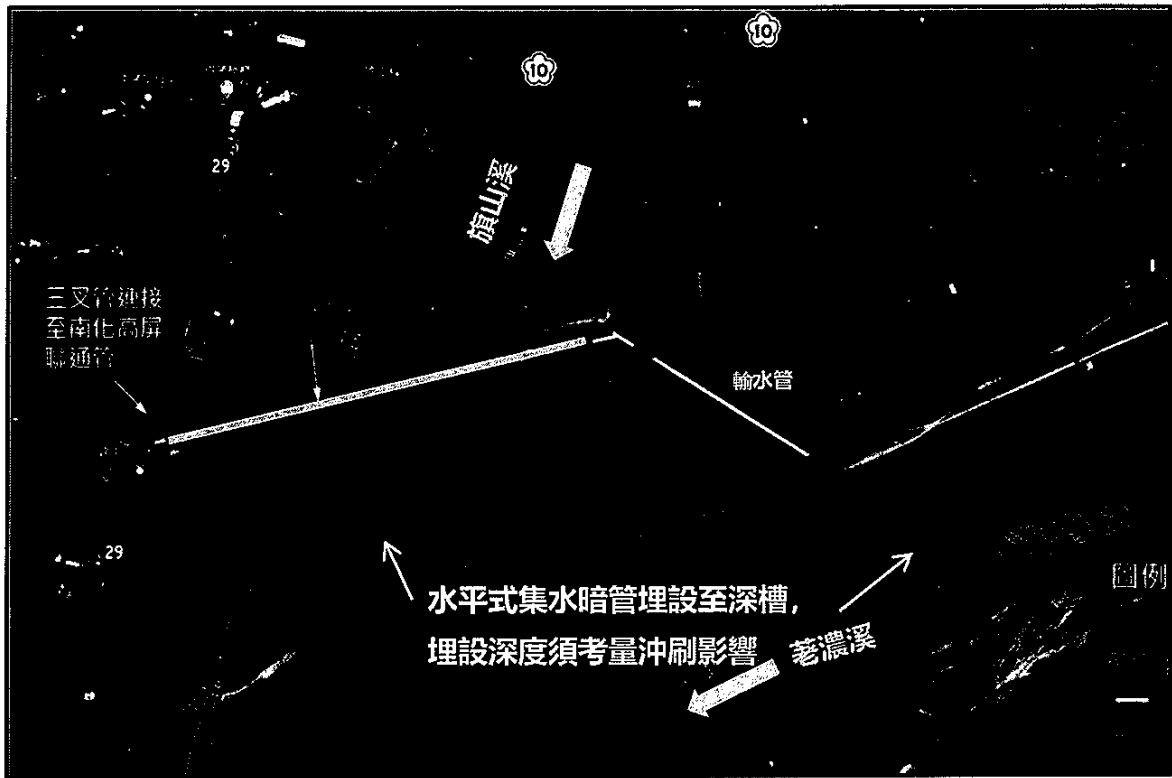 10
10
29
旗山溪
三叉管連接
至南化高屏
聯通管
輸水管
29
水平式集水暗管埋設至深槽，
埋設深度須考量沖刷影響
荖濃溪
圖例
29